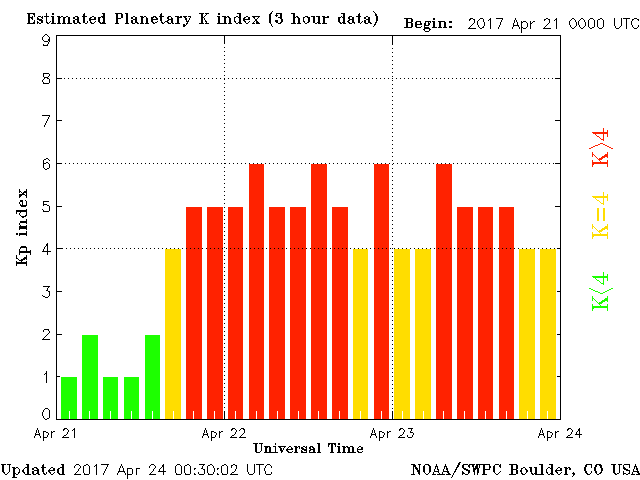 Estimated Planetary K index (3 hour data) Begin: 2017 Apr 21 0000 UTC
9
8
7
6
5
4
3
2
1
0
Kp index
K>4
K=4
K<4
Apr 21 Apr 22 Apr 23 Apr 24
Universal Time
Updated 2017 Apr 24 00:30:02 UTC NOAA/SWPC Boulder, CO USA